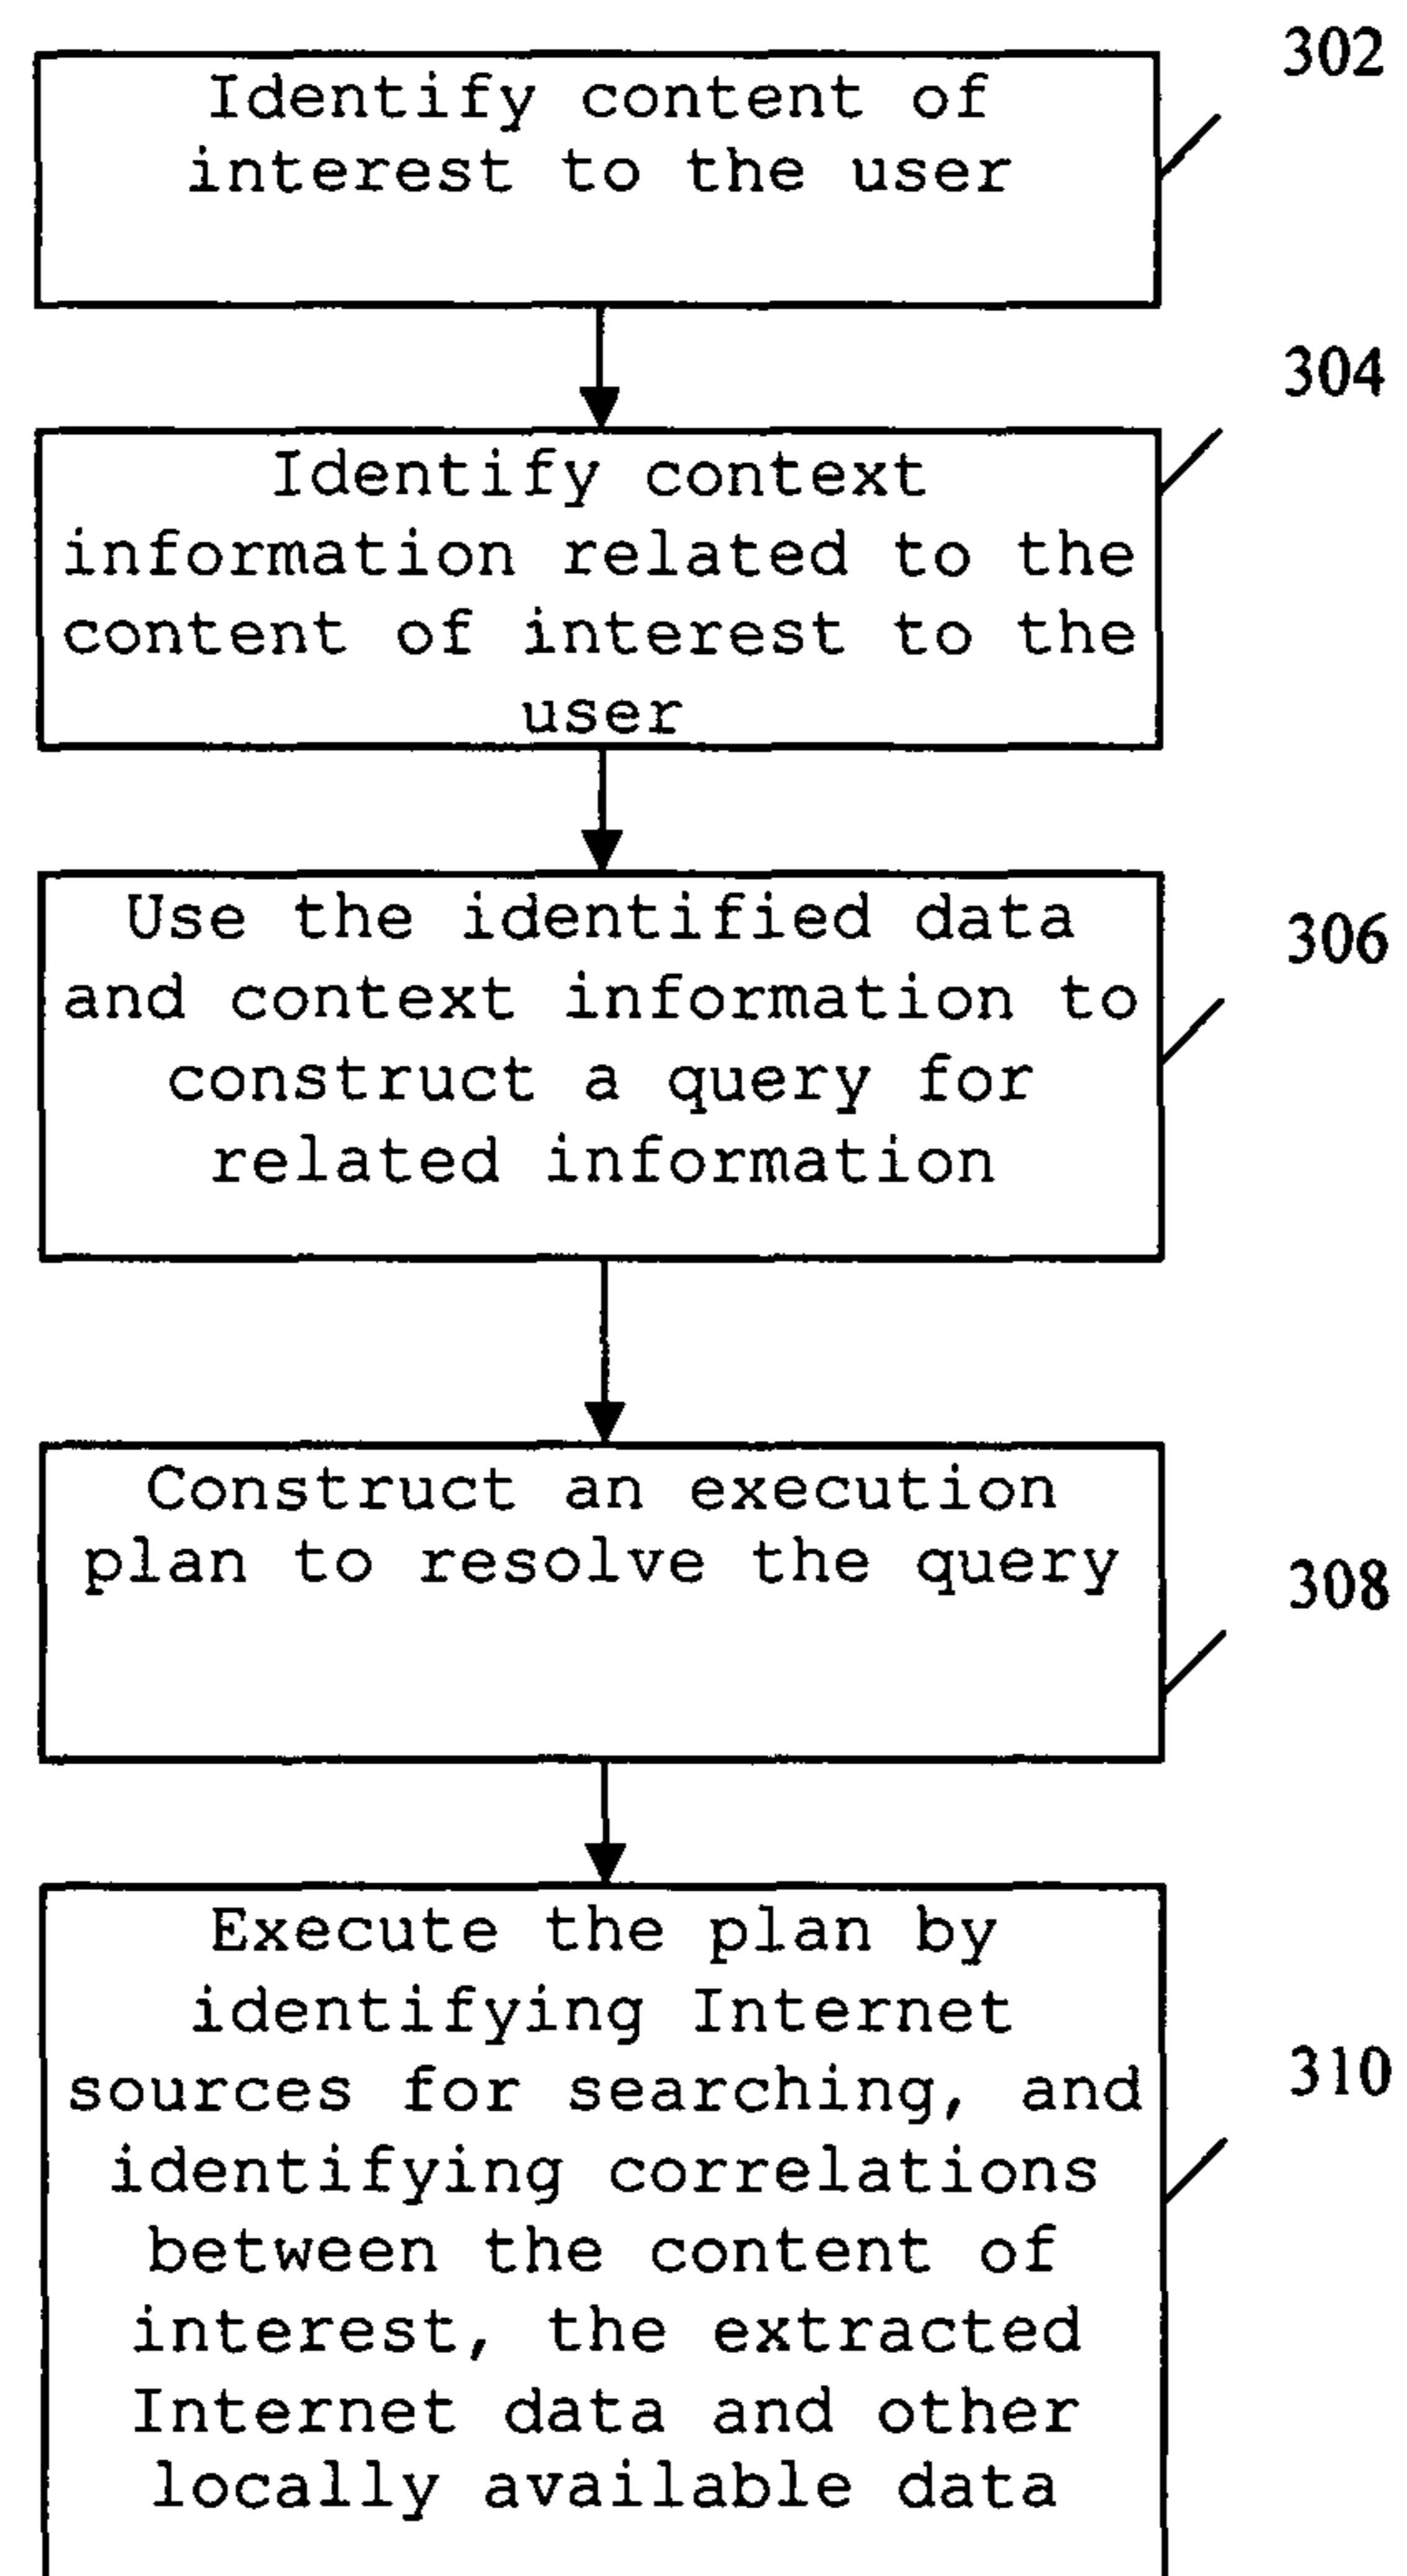 302
Identify content of
interest to the user
304
Identify context
information related to the
content of interest to the
user
Use the identified data
306
and context information to
construct a query for
related information
Construct an execution
plan to resolve the query
308
Execute the plan by
identifying Internet
310
sources for searching, and
identifying correlations
between the content of
interest, the extracted
Internet data and other
locally available data